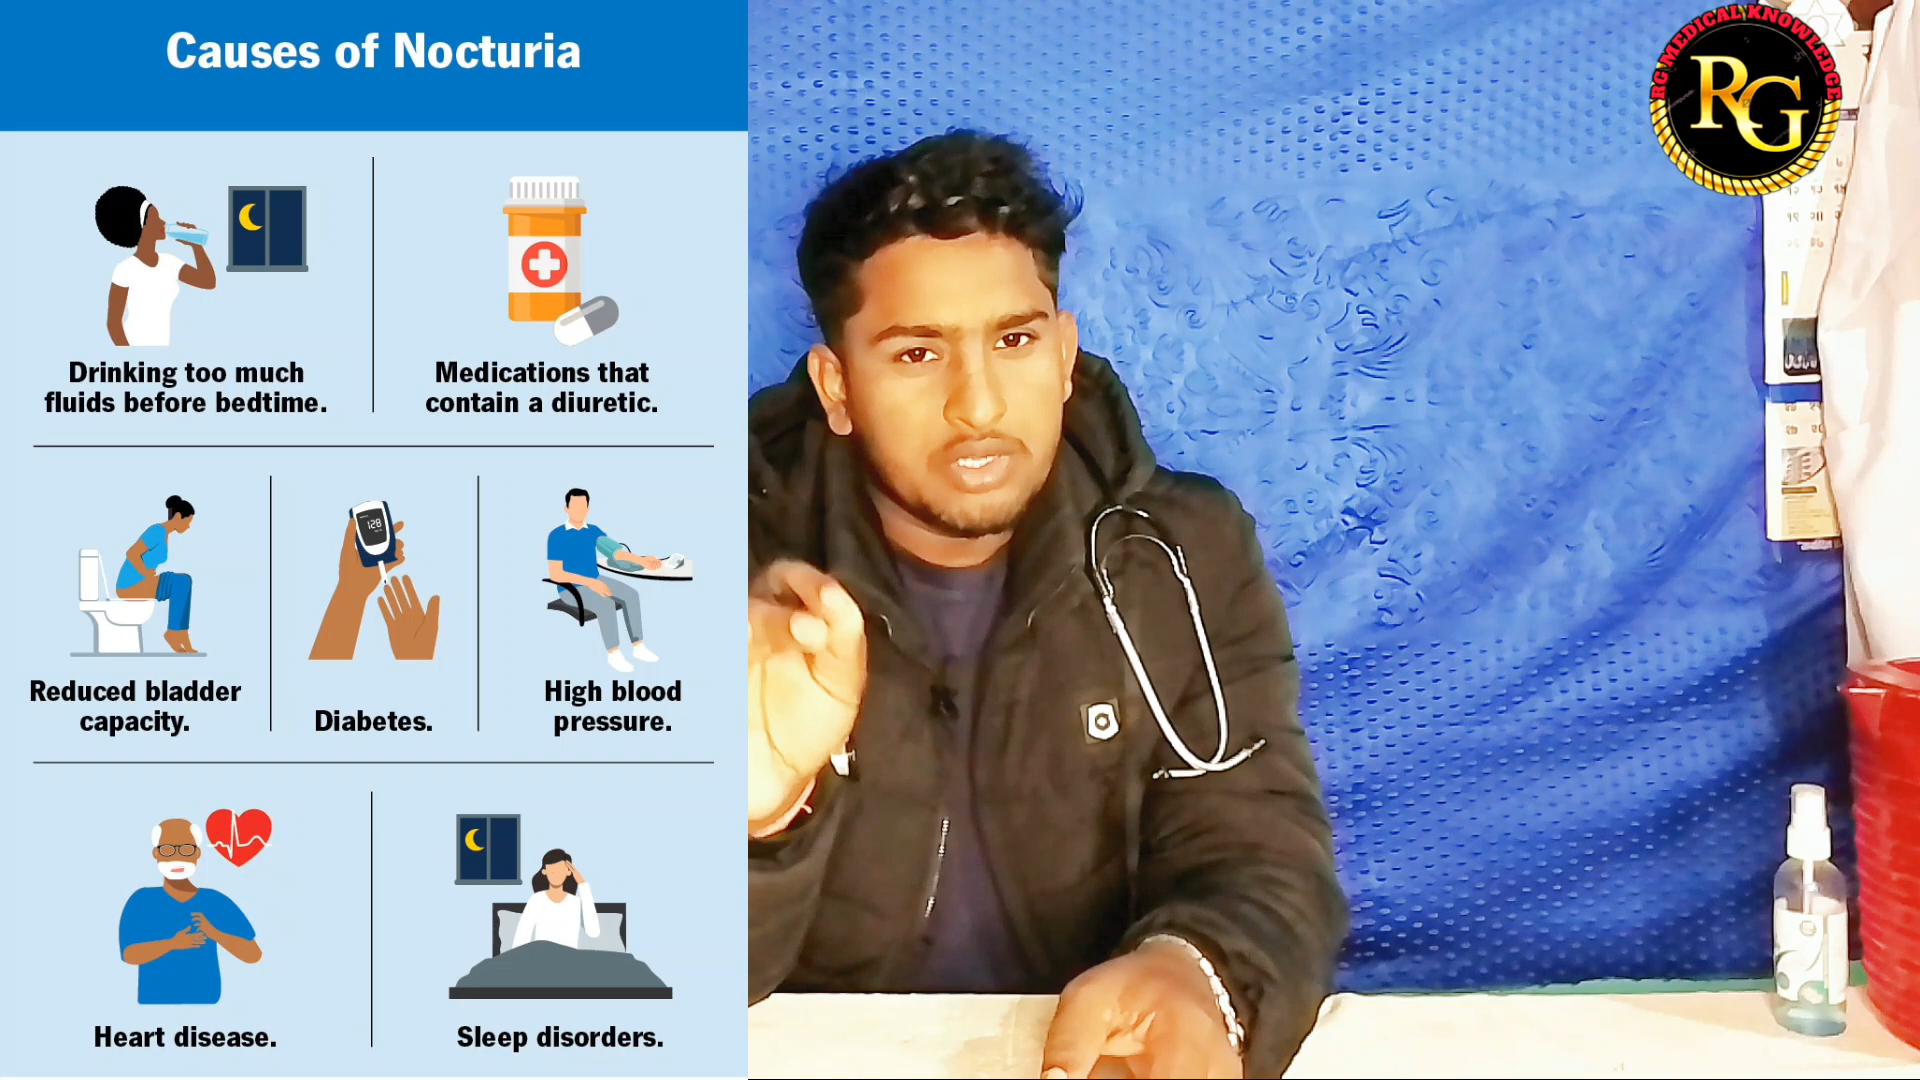 Causes of Nocturia
Drinking too much
fluids before bedtime.
Medications that
contain a diuretic.
128
Reduced bladder
capacity.
Diabetes.
High blood
pressure.
Heart disease.
Sleep disorders.
RG MEDICAL KNOWLEDGE
RG